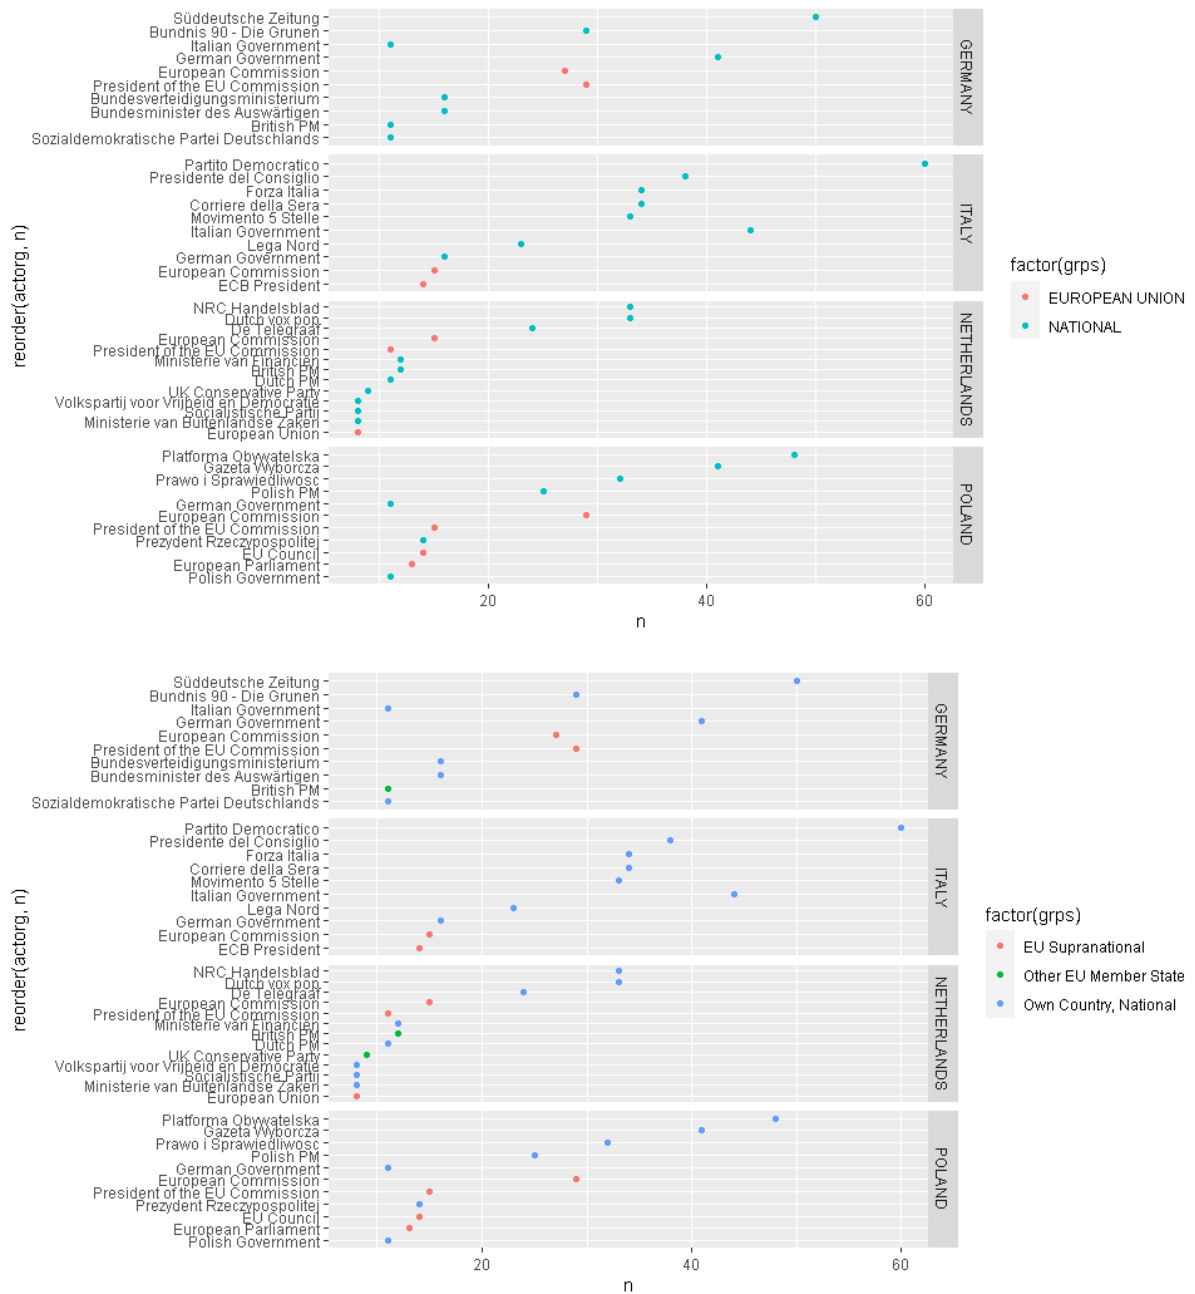 Süddeutsche Zeitung
Bundnis 90 - Die Grunen
Italian Government
German Government
European Commission
President of the EU Commission
Bundesverteidigungsministerium
Bundesminister des Auswärtigen
British PM
Sozialdemokratische Partei Deutschlands
GERMANY
Partito Democratico
Presidente del Consiglio
Forza Italia
Corriere della Sera
Movimento 5 Stelle
Italian Government
Lega Nord
German Government
European Commission
ECB President
ITALY
NRC Handelsblad
Dutch vox pop
De Telegraaf
European Commission
President of the EU Commission
Ministerie van Financien
British PM
Dutch PM
UK Conservative Party
Volkspartij voor Vrijheid en Democratie
Socialistische Partij
Ministerie van Buitenlandse Zaken
European Union
NETHERLANDS
Platforma Obywatelska
Gazeta Wyborcza
Prawo i Sprawiedliwosc
Polish PM
German Government
European Commission
President of the EU Commission
Prezydent Rzeczypospolitej
EU Council
European Parliament
Polish Government
POLAND
reorder(actorg, n)
20 40 60
n
factor(grps)
EUROPEAN UNION
NATIONAL
Süddeutsche Zeitung
Bundnis 90 - Die Grunen
Italian Government
German Government
European Commission
President of the EU Commission
Bundesverteidigungsministerium
Bundesminister des Auswärtigen
British PM
Sozialdemokratische Partei Deutschlands
GERMANY
Partito Democratico
Presidente del Consiglio
Forza Italia
Corriere della Sera
Movimento 5 Stelle
Italian Government
Lega Nord
German Government
European Commission
ECB President
ITALY
NRC Handelsblad
Dutch vox pop
De Telegraaf
European Commission
President of the EU Commission
Ministerie van Financien
British PM
Dutch PM
UK Conservative Party
Volkspartij voor Vrijheid en Democratie
Socialistische Partij
Ministerie van Buitenlandse Zaken
European Union
NETHERLANDS
Platforma Obywatelska
Gazeta Wyborcza
Prawo i Sprawiedliwosc
Polish PM
German Government
European Commission
President of the EU Commission
Prezydent Rzeczypospolitej
EU Council
European Parliament
Polish Government
POLAND
reorder(actorg, n)
20 40 60
n
factor(grps)
EU Supranational
Other EU Member State
Own Country, National